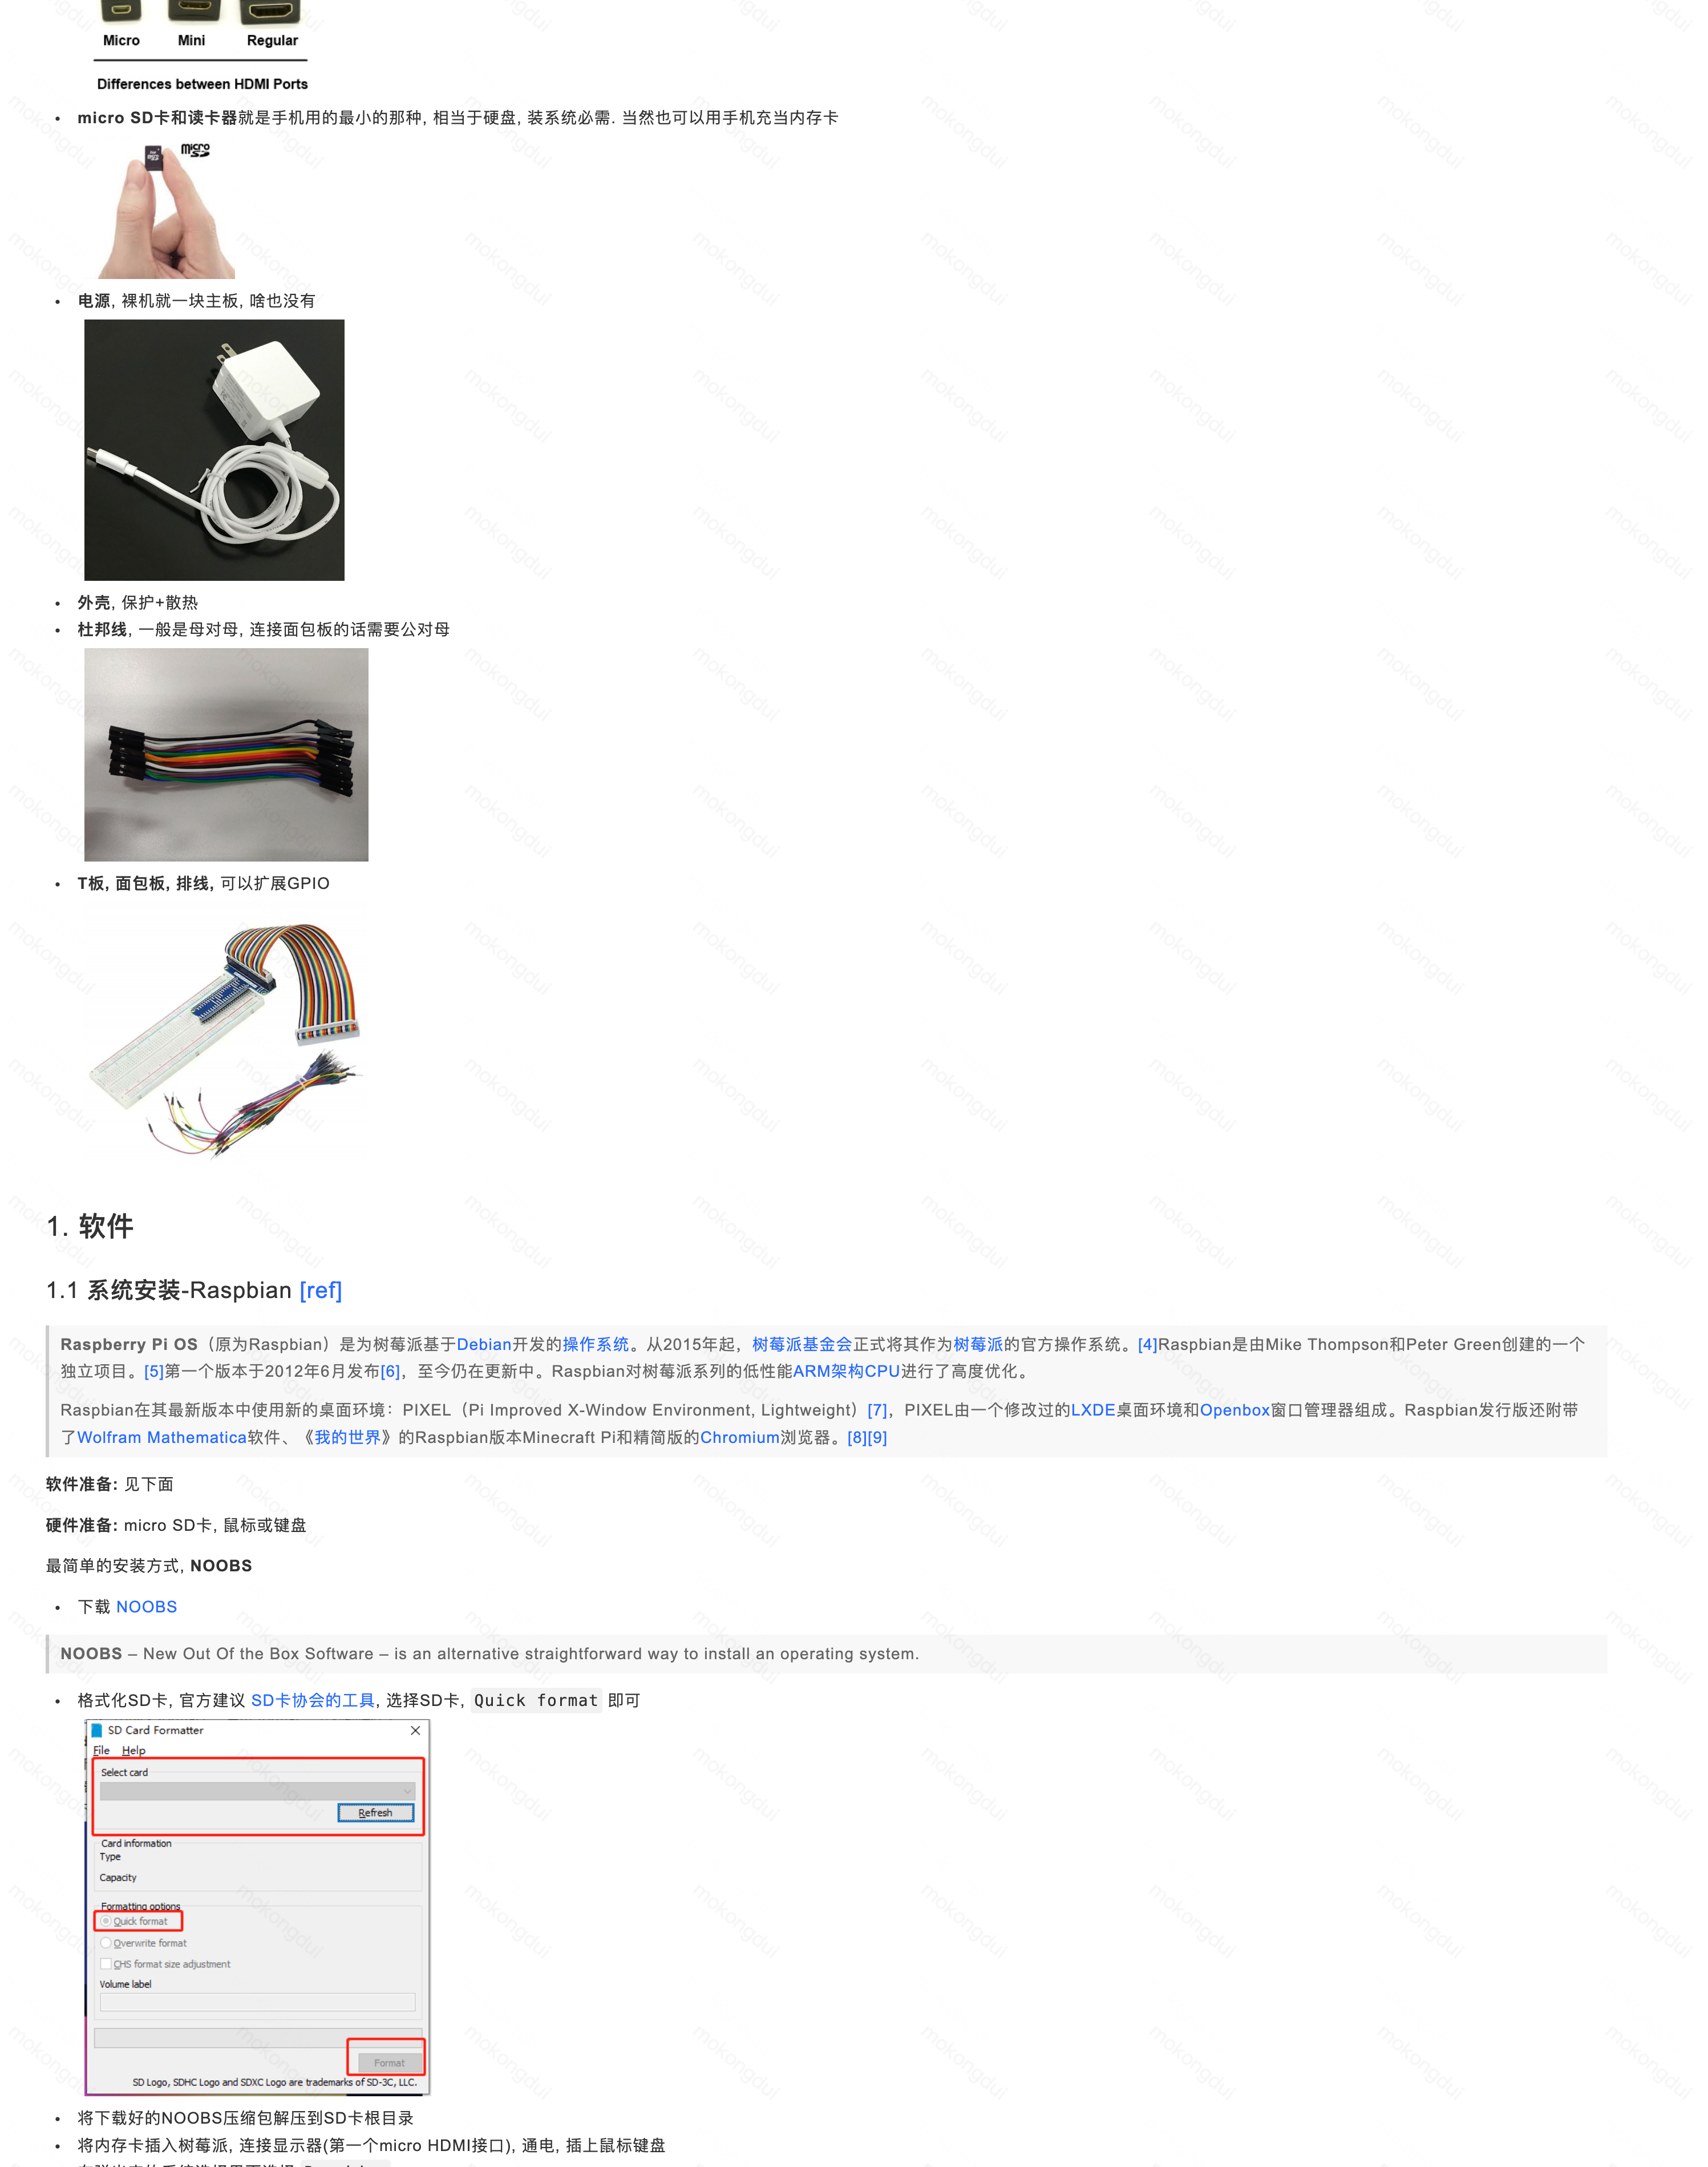 Micro Mini Regular
Differences between HDMI Ports
• micro SD卡和读卡器就是手机用的最小的那种, 相当于硬盘, 装系统必需. 当然也可以用手机充当内存卡
micro SD
• 电源, 裸机就一块主板, 啥也没有
• 外壳, 保护+散热
• 杜邦线, 一般是母对母, 连接面包板的话需要公对母
• T板, 面包板, 排线, 可以扩展GPIO
1. 软件
1.1 系统安装-Raspbian [ref]
Raspberry Pi OS（原为Raspbian）是为树莓派基于Debian开发的操作系统。从2015年起，树莓派基金会正式将其作为树莓派的官方操作系统。[4]Raspbian是由Mike Thompson和Peter Green创建的一个
独立项目。[5]第一个版本于2012年6月发布[6]，至今仍在更新中。Raspbian对树莓派系列的低性能ARM架构CPU进行了高度优化。
Raspbian在其最新版本中使用新的桌面环境：PIXEL（Pi Improved X-Window Environment, Lightweight）[7]，PIXEL由一个修改过的LXDE桌面环境和Openbox窗口管理器组成。Raspbian发行版还附带
了Wolfram Mathematica软件、《我的世界》的Raspbian版本Minecraft Pi和精简版的Chromium浏览器。[8][9]
软件准备: 见下面
硬件准备: micro SD卡, 鼠标或键盘
最简单的安装方式, NOOBS
• 下载 NOOBS
NOOBS – New Out Of the Box Software – is an alternative straightforward way to install an operating system.
• 格式化SD卡, 官方建议 SD卡协会的工具, 选择SD卡, Quick format 即可
SD Card Formatter
File Help
Select card
Refresh
Card information
Type
Capacity
Formatting options
Quick format
Overwrite format
CHS format size adjustment
Volume label
Format
SD Logo, SDHC Logo and SDXC Logo are trademarks of SD-3C, LLC.
• 将下载好的NOOBS压缩包解压到SD卡根目录
• 将内存卡插入树莓派, 连接显示器(第一个micro HDMI接口), 通电, 插上鼠标键盘
mokongdui